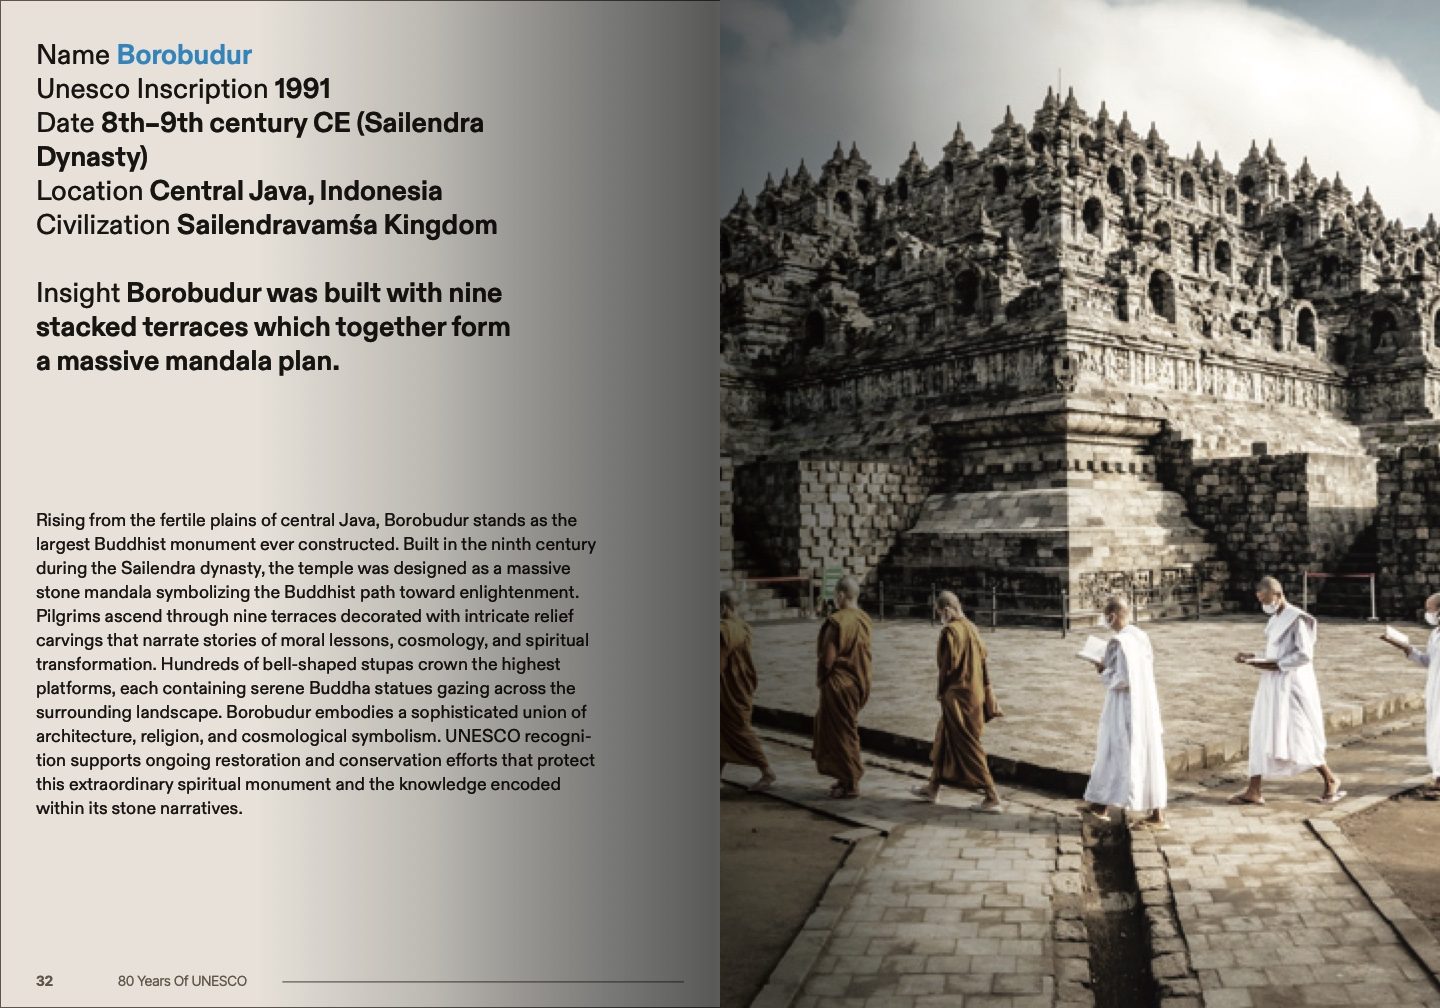 Name Borobudur
Unesco Inscription 1991
Date 8th–9th century CE (Sailendra
Dynasty)
Location Central Java, Indonesia
Civilization Sailendravamśa Kingdom
Insight Borobudur was built with nine
stacked terraces which together form
a massive mandala plan.
Rising from the fertile plains of central Java, Borobudur stands as the
largest Buddhist monument ever constructed. Built in the ninth century
during the Sailendra dynasty, the temple was designed as a massive
stone mandala symbolizing the Buddhist path toward enlightenment.
Pilgrims ascend through nine terraces decorated with intricate relief
carvings that narrate stories of moral lessons, cosmology, and spiritual
transformation. Hundreds of bell-shaped stupas crown the highest
platforms, each containing serene Buddha statues gazing across the
surrounding landscape. Borobudur embodies a sophisticated union of
architecture, religion, and cosmological symbolism. UNESCO recogni-
tion supports ongoing restoration and conservation efforts that protect
this extraordinary spiritual monument and the knowledge encoded
within its stone narratives.
32
80 Years Of UNESCO